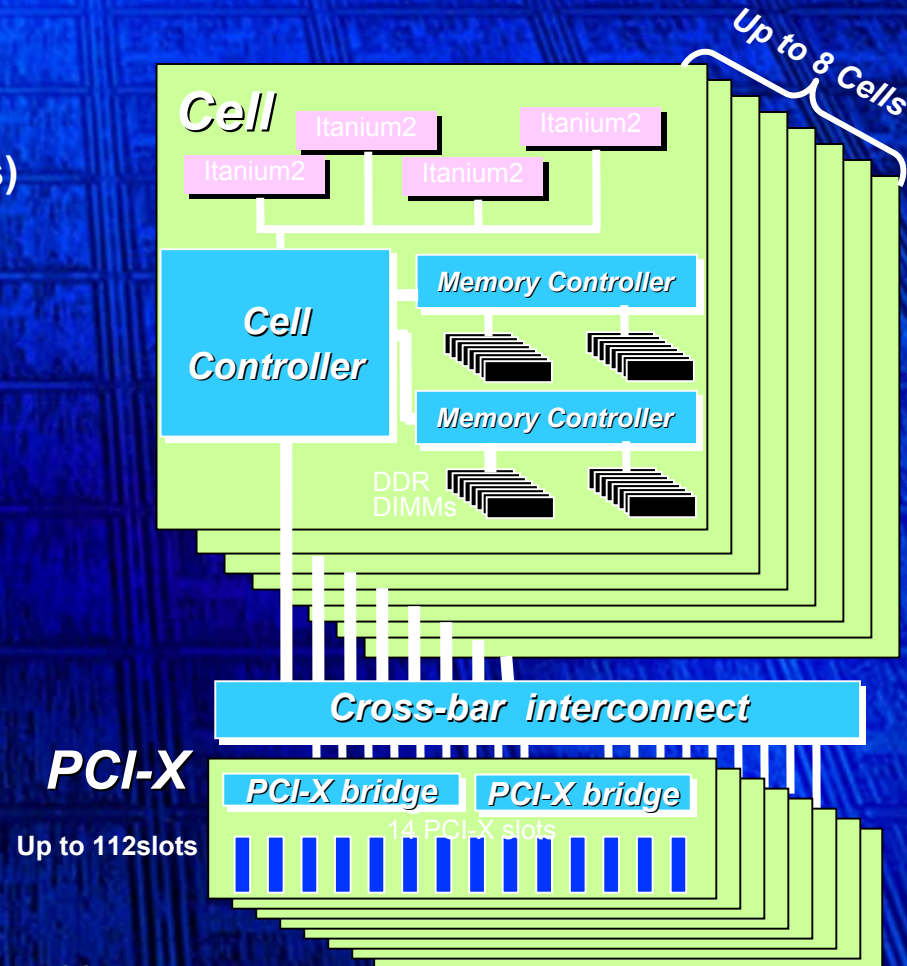 Up to 8 Cells
Cell
Itanium2
Itanium2
Itanium2
Itanium2
s)
Cell
Controller
Memory Controller
Memory Controller
DDR
DIMMs
Cross-bar interconnect
PCI-X
PCI-X bridge
PCI-X bridge
14 PCI-X slots
Up to 112slots